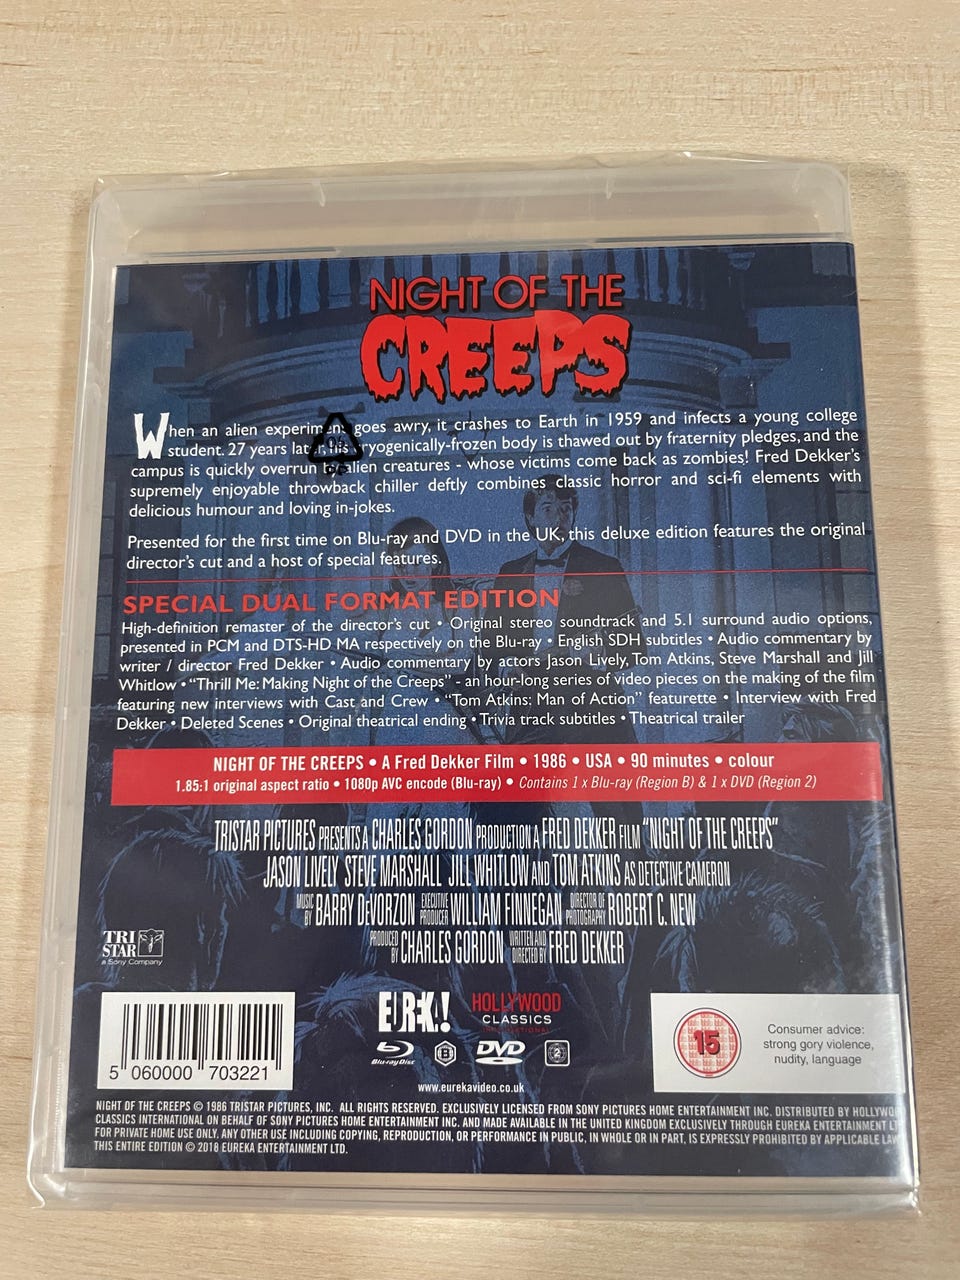 NIGHT OF THE
CREEPS
When an alien experiment goes awry, it crashes to Earth in 1959 and infects a young college
student. 27 years later, his cryogenically-frozen body is thawed out by fraternity pledges, and the
campus is quickly overrun by alien creatures - whose victims come back as zombies! Fred Dekker's
supremely enjoyable throwback chiller deftly combines classic horror and sci-fi elements with
delicious humour and loving in-jokes.
Presented for the first time on Blu-ray and DVD in the UK, this deluxe edition features the original
director's cut and a host of special features.
SPECIAL DUAL FORMAT EDITION
High-definition remaster of the director's cut • Original stereo soundtrack and 5.1 surround audio options,
presented in PCM and DTS-HD MA respectively on the Blu-ray • English SDH subtitles • Audio commentary by
writer / director Fred Dekker • Audio commentary by actors Jason Lively, Tom Atkins, Steve Marshall and Jill
Whitlow • "Thrill Me: Making Night of the Creeps" - an hour-long series of video pieces on the making of the film
featuring new interviews with Cast and Crew • "Tom Atkins: Man of Action" featurette • Interview with Fred
Dekker • Deleted Scenes • Original theatrical ending • Trivia track subtitles • Theatrical trailer
NIGHT OF THE CREEPS • A Fred Dekker Film • 1986 • USA • 90 minutes • colour
1.85:1 original aspect ratio • 1080p AVC encode (Blu-ray) • Contains 1 x Blu-ray (Region B) & 1 x DVD (Region 2)
TRISTAR PICTURES PRESENTS A CHARLES GORDON PRODUCTION A FRED DEKKER FILM "NIGHT OF THE CREEPS"
JASON LIVELY STEVE MARSHALL JILL WHITLOW AND TOM ATKINS AS DETECTIVE CAMERON
MUSIC BY BARRY DeVORZON EXECUTIVE PRODUCER WILLIAM FINNEGAN DIRECTOR OF PHOTOGRAPHY ROBERT C. NEW
PRODUCED BY CHARLES GORDON WRITTEN AND DIRECTED BY FRED DEKKER
TRI
STAR
a Sony Company
EUREKA!
HOLLYWOOD
CLASSICS
INTERNATIONAL
Blu-ray Disc
B
DVD
VIDEO
2
www.eurekavideo.co.uk
5 060000 703221
15
Consumer advice:
strong gory violence,
nudity, language
NIGHT OF THE CREEPS © 1986 TRISTAR PICTURES, INC. ALL RIGHTS RESERVED. EXCLUSIVELY LICENSED FROM SONY PICTURES HOME ENTERTAINMENT INC. DISTRIBUTED BY HOLLYWOO
CLASSICS INTERNATIONAL ON BEHALF OF SONY PICTURES HOME ENTERTAINMENT INC. AND MADE AVAILABLE IN THE UNITED KINGDOM EXCLUSIVELY THROUGH EUREKA ENTERTAINMENT LT
FOR PRIVATE HOME USE ONLY. ANY OTHER USE INCLUDING COPYING, REPRODUCTION, OR PERFORMANCE IN PUBLIC, IN WHOLE OR IN PART, IS EXPRESSLY PROHIBITED BY APPLICABLE LAW
THIS ENTIRE EDITION © 2018 EUREKA ENTERTAINMENT LTD.